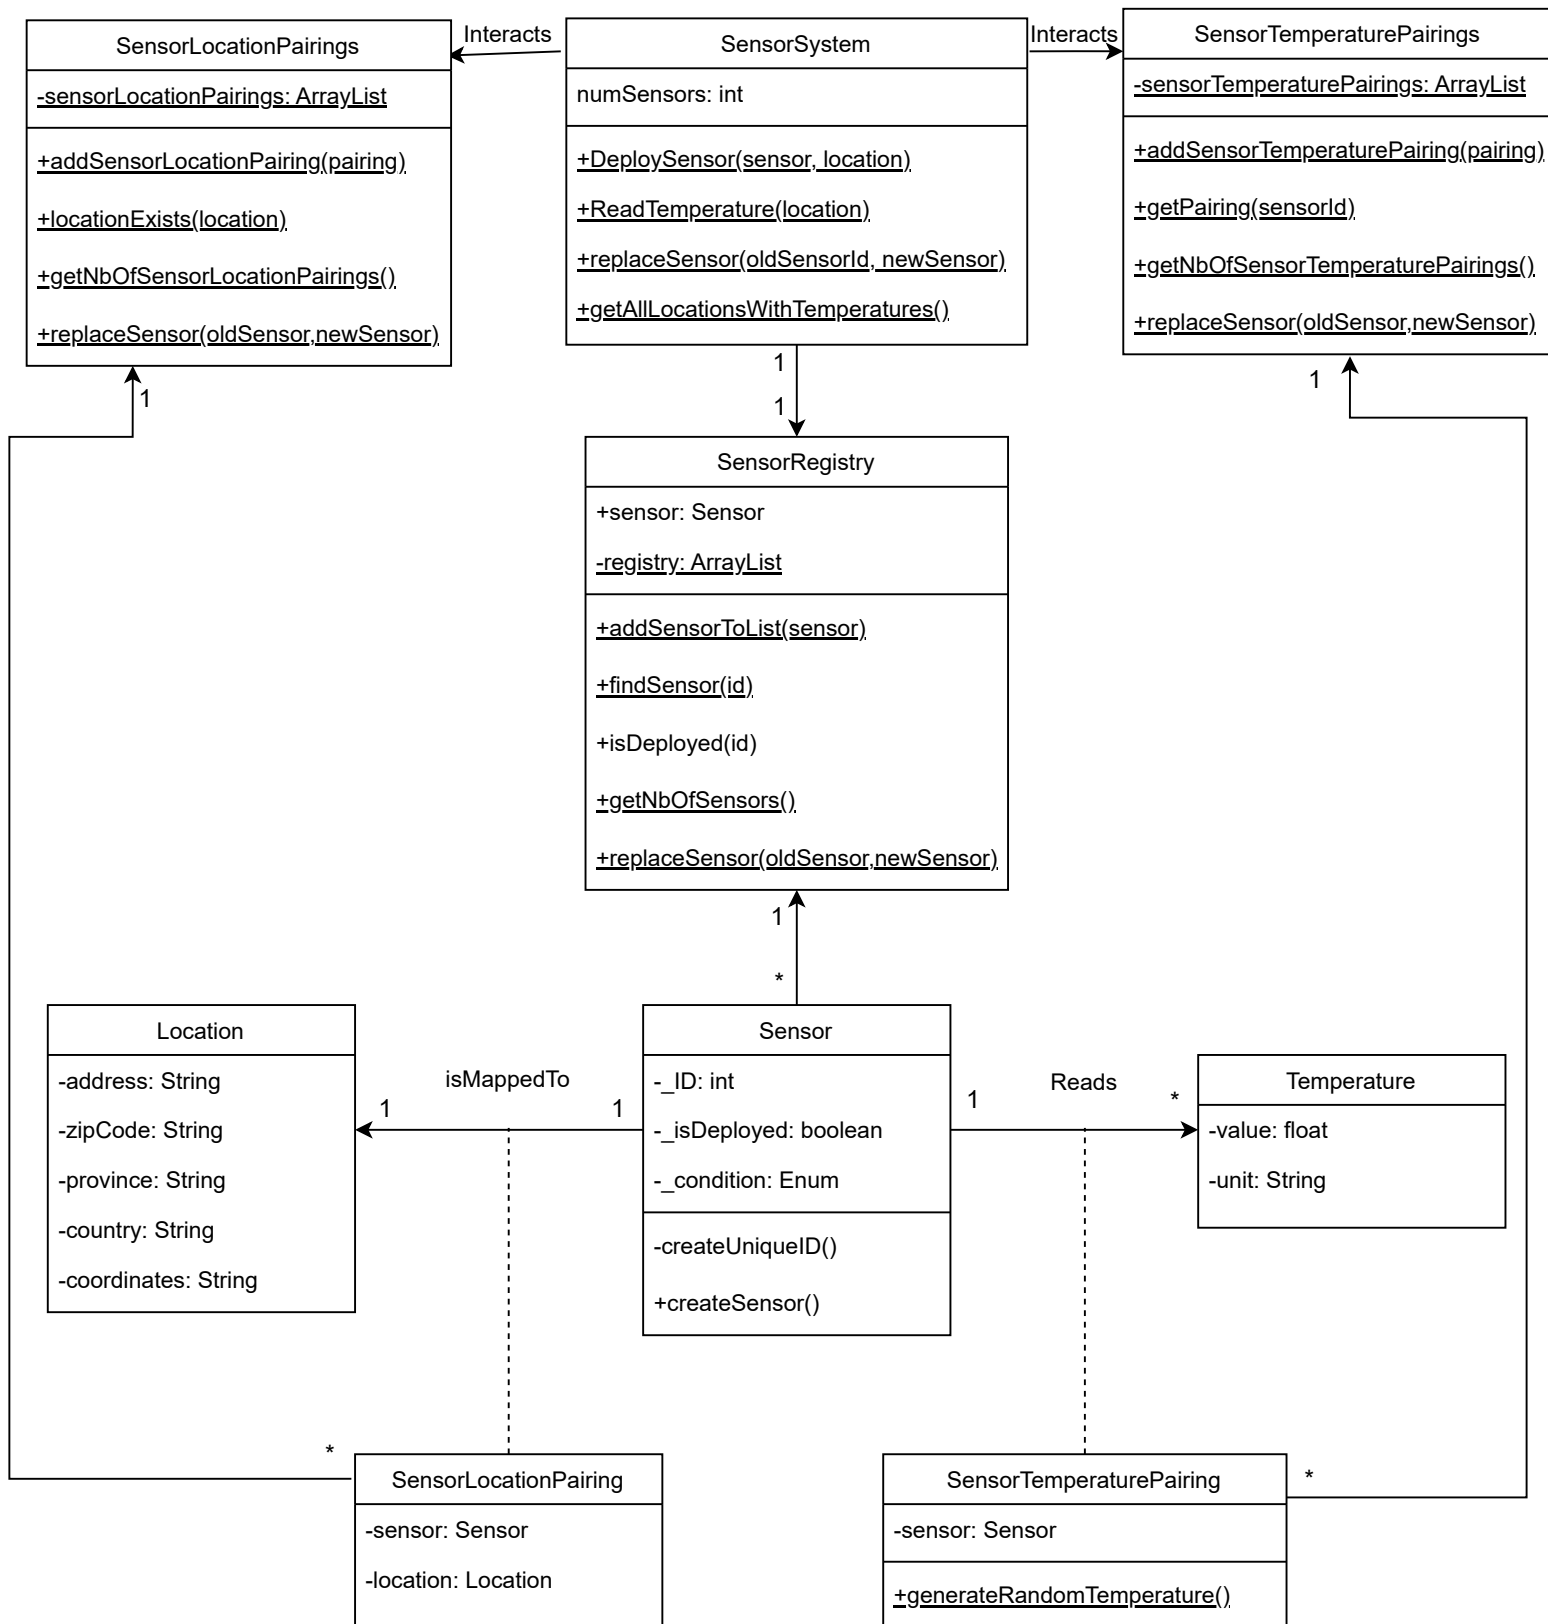 SensorLocationPairings
-sensorLocationPairings: ArrayList
+addSensorLocationPairing(pairing)
+locationExists(location)
+getNbOfSensorLocationPairings()
+replaceSensor(oldSensor,newSensor)
Interacts
SensorSystem
numSensors: int
+DeploySensor(sensor, location)
+ReadTemperature(location)
+replaceSensor(oldSensorId, newSensor)
+getAllLocationsWithTemperatures()
Interacts
SensorTemperaturePairings
-sensorTemperaturePairings: ArrayList
+addSensorTemperaturePairing(pairing)
+getPairing(sensorId)
+getNbOfSensorTemperaturePairings()
+replaceSensor(oldSensor,newSensor)
1
1
1
1
SensorRegistry
+sensor: Sensor
-registry: ArrayList
+addSensorToList(sensor)
+findSensor(id)
+isDeployed(id)
+getNbOfSensors()
+replaceSensor(oldSensor,newSensor)
1
*
Location
-address: String
-zipCode: String
-province: String
-country: String
-coordinates: String
isMappedTo
1
1
Sensor
-_ID: int
-_isDeployed: boolean
-_condition: Enum
-createUniqueID()
+createSensor()
Reads
1
*
Temperature
-value: float
-unit: String
*
SensorLocationPairing
-sensor: Sensor
-location: Location
SensorTemperaturePairing
-sensor: Sensor
+generateRandomTemperature()
*